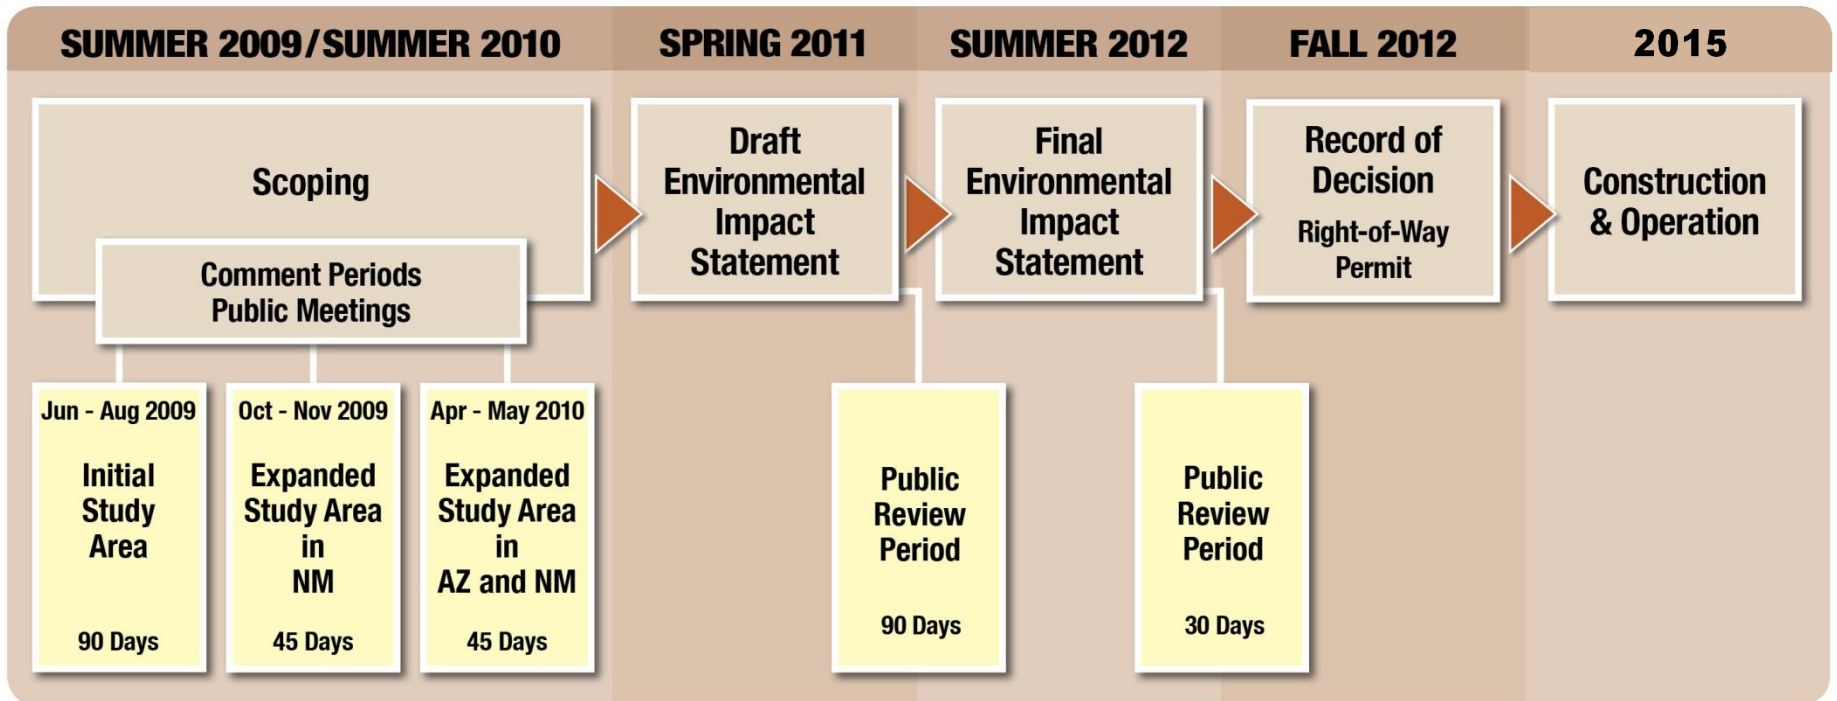 SUMMER 2009/SUMMER 2010
SPRING 2011
SUMMER 2012
FALL 2012
2015
Scoping
Comment Periods
Public Meetings
Draft
Environmental
Impact
Statement
Final
Environmental
Impact
Statement
Record of
Decision
Right-of-Way
Permit
Construction
& Operation
Jun - Aug 2009
Initial
Study
Area
90 Days
Oct - Nov 2009
Expanded
Study Area
in
NM
45 Days
Apr - May 2010
Expanded
Study Area
in
AZ and NM
45 Days
Public
Review
Period
90 Days
Public
Review
Period
30 Days